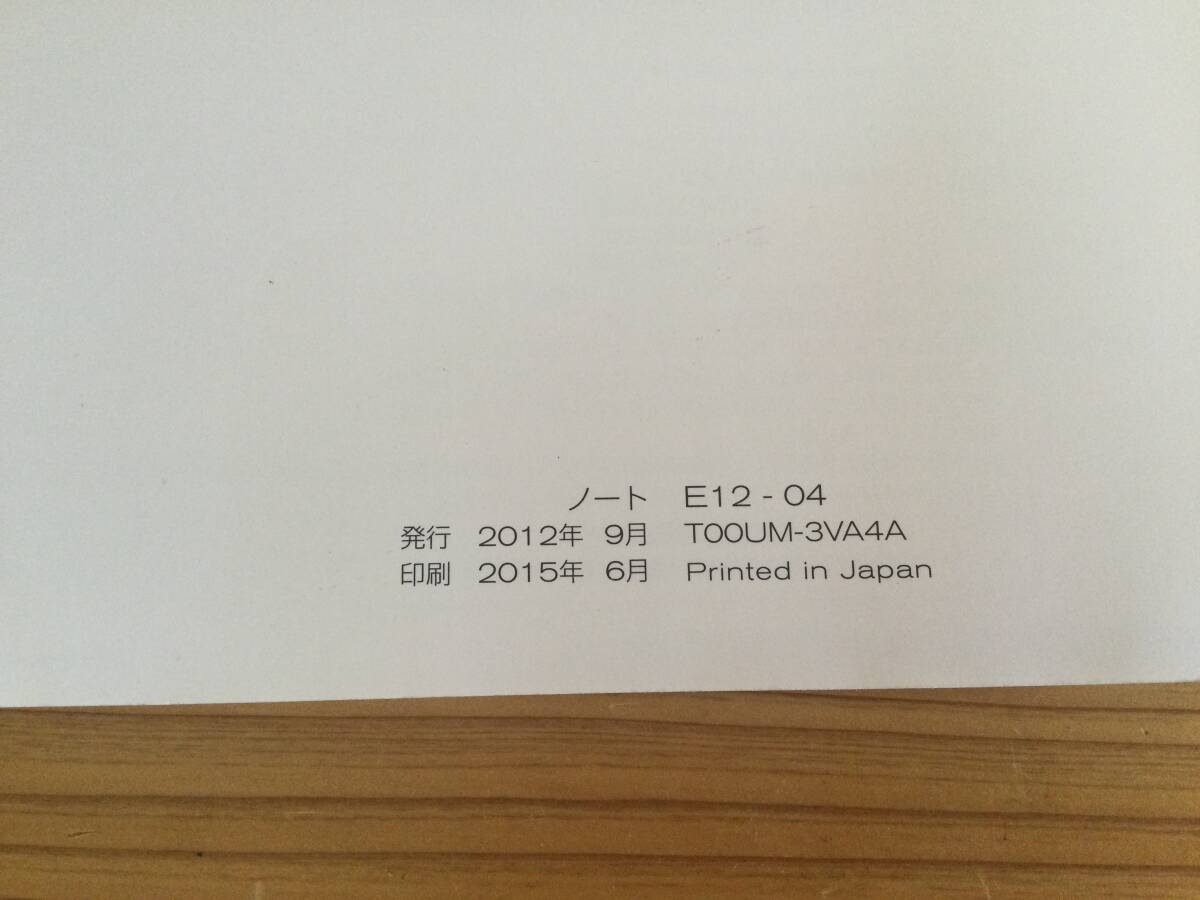 ノート E12 - 04
発行 2012年 9月 T00UM-3VA4A
印刷 2015年 6月 Printed in Japan